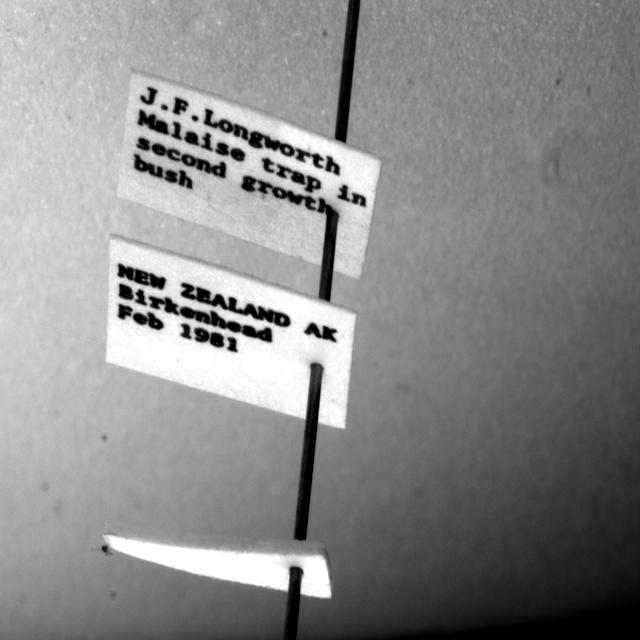 J.F.Longworth
Malaise trap in
second growth
bush
NEW ZEALAND AK
Birkenhead
Feb 1981